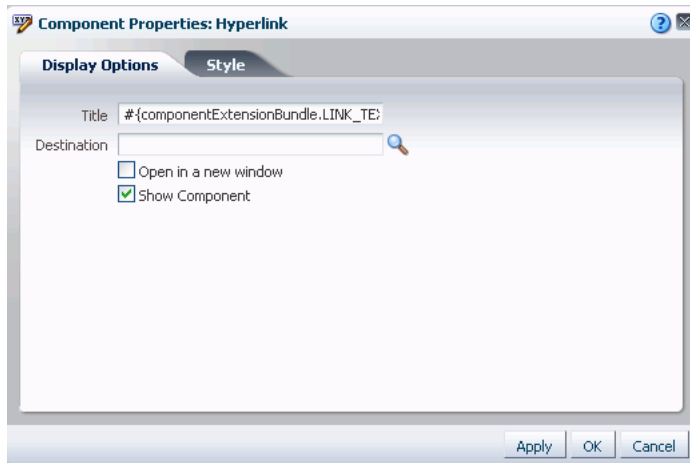 Component Properties: Hyperlink
Display Options Style
Title #{componentExtensionBundle.LINK_TE
Destination
Open in a new window
Show Component
Apply OK Cancel